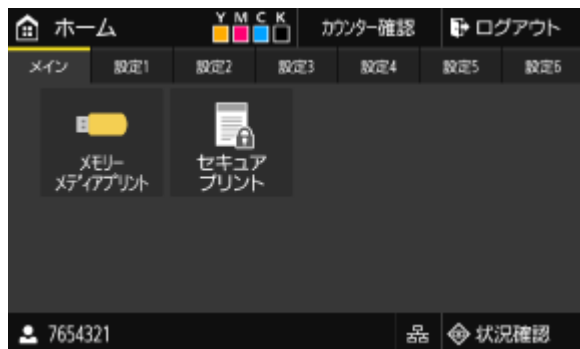 ホーム
Y M C K
カウンター確認
ログアウト
メイン
設定1
設定2
設定3
設定4
設定5
設定6
メモリー
メディアプリント
セキュア
プリント
7654321
状況確認